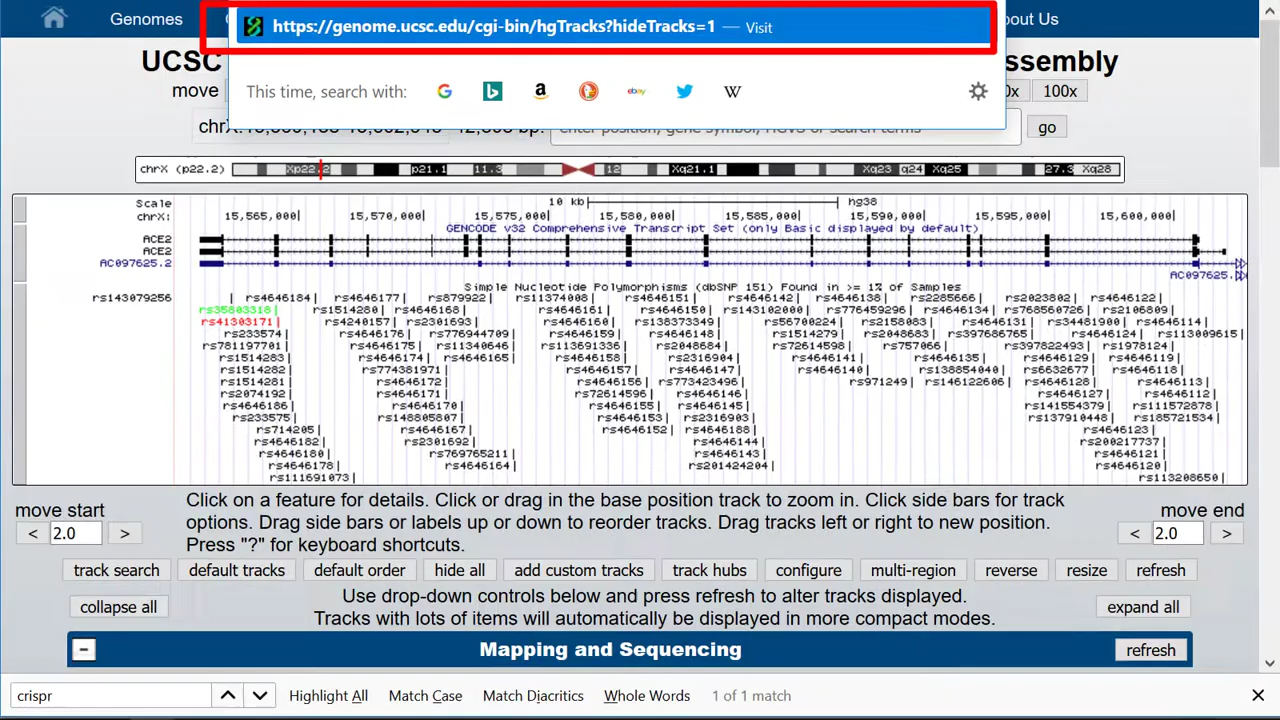 Genomes
https://genome.ucsc.edu/cgi-bin/hgTracks?hideTracks=1 — Visit
out Us
UCSC
ssembly
This time, search with:
move
0x 100x
enter position, gene symbol, HGVS or search terms
go
chrX (p22.2) Xp22.2 p21.1 11.3 12 Xq21.1 Xq23 q24 Xq25 27.3 Xq28
Scale 10 kb hg38
chrX: 15,565,000 15,570,000 15,575,000 15,580,000 15,585,000 15,590,000 15,595,000 15,600,000
GENCODE v32 Comprehensive Transcript Set (only Basic displayed by default)
ACE2
ACE2
AC097625.2
AC097625.
Simple Nucleotide Polymorphisms (dbSNP 151) Found in >= 1% of Samples
rs143079256 rs4646184 rs4646177 rs879922 rs11374008 rs4646151 rs4646142 rs4646138 rs2285666 rs2023802 rs4646122
rs35803318 rs1514280 rs4646168 rs4646161 rs4646150 rs143102000 rs776459296 rs4646134 rs768560726 rs2106809
rs41303171 rs4240157 rs2301693 rs4646160 rs138373349 rs56700224 rs2158083 rs4646131 rs34481900 rs4646114
rs233574 rs4646176 rs776944709 rs4646159 rs4646148 rs1514279 rs2048683 rs397686765 rs4646124 rs113009615
rs781197701 rs4646175 rs11340646 rs113691336 rs2048684 rs72614598 rs757066 rs397822493 rs1978124
rs1514283 rs4646174 rs4646165 rs4646158 rs2316904 rs4646141 rs4646135 rs4646129 rs4646119
rs1514282 rs774381971 rs4646157 rs4646147 rs4646140 rs138854040 rs6632677 rs4646118
rs1514281 rs4646172 rs4646156 rs773423496 rs971249 rs146122606 rs4646128 rs4646113
rs2074192 rs4646171 rs72614596 rs4646146 rs4646127 rs4646112
rs4646186 rs4646170 rs4646155 rs4646145 rs141554379 rs111572878
rs233575 rs148805807 rs4646153 rs2316903 rs137910448 rs185721534
rs714205 rs4646167 rs4646152 rs4646188 rs4646123
rs4646182 rs2301692 rs4646144 rs200217737
rs4646180 rs769765211 rs4646143 rs4646121
rs4646178 rs4646164 rs201424204 rs4646120
rs111691073 rs113208650
move start
< 2.0 >
Click on a feature for details. Click or drag in the base position track to zoom in. Click side bars for track
options. Drag side bars or labels up or down to reorder tracks. Drag tracks left or right to new position.
Press "?" for keyboard shortcuts.
move end
< 2.0 >
track search default tracks default order hide all add custom tracks track hubs configure multi-region reverse resize refresh
collapse all
Use drop-down controls below and press refresh to alter tracks displayed.
Tracks with lots of items will automatically be displayed in more compact modes.
expand all
- Mapping and Sequencing refresh
crispr Highlight All Match Case Match Diacritics Whole Words 1 of 1 match